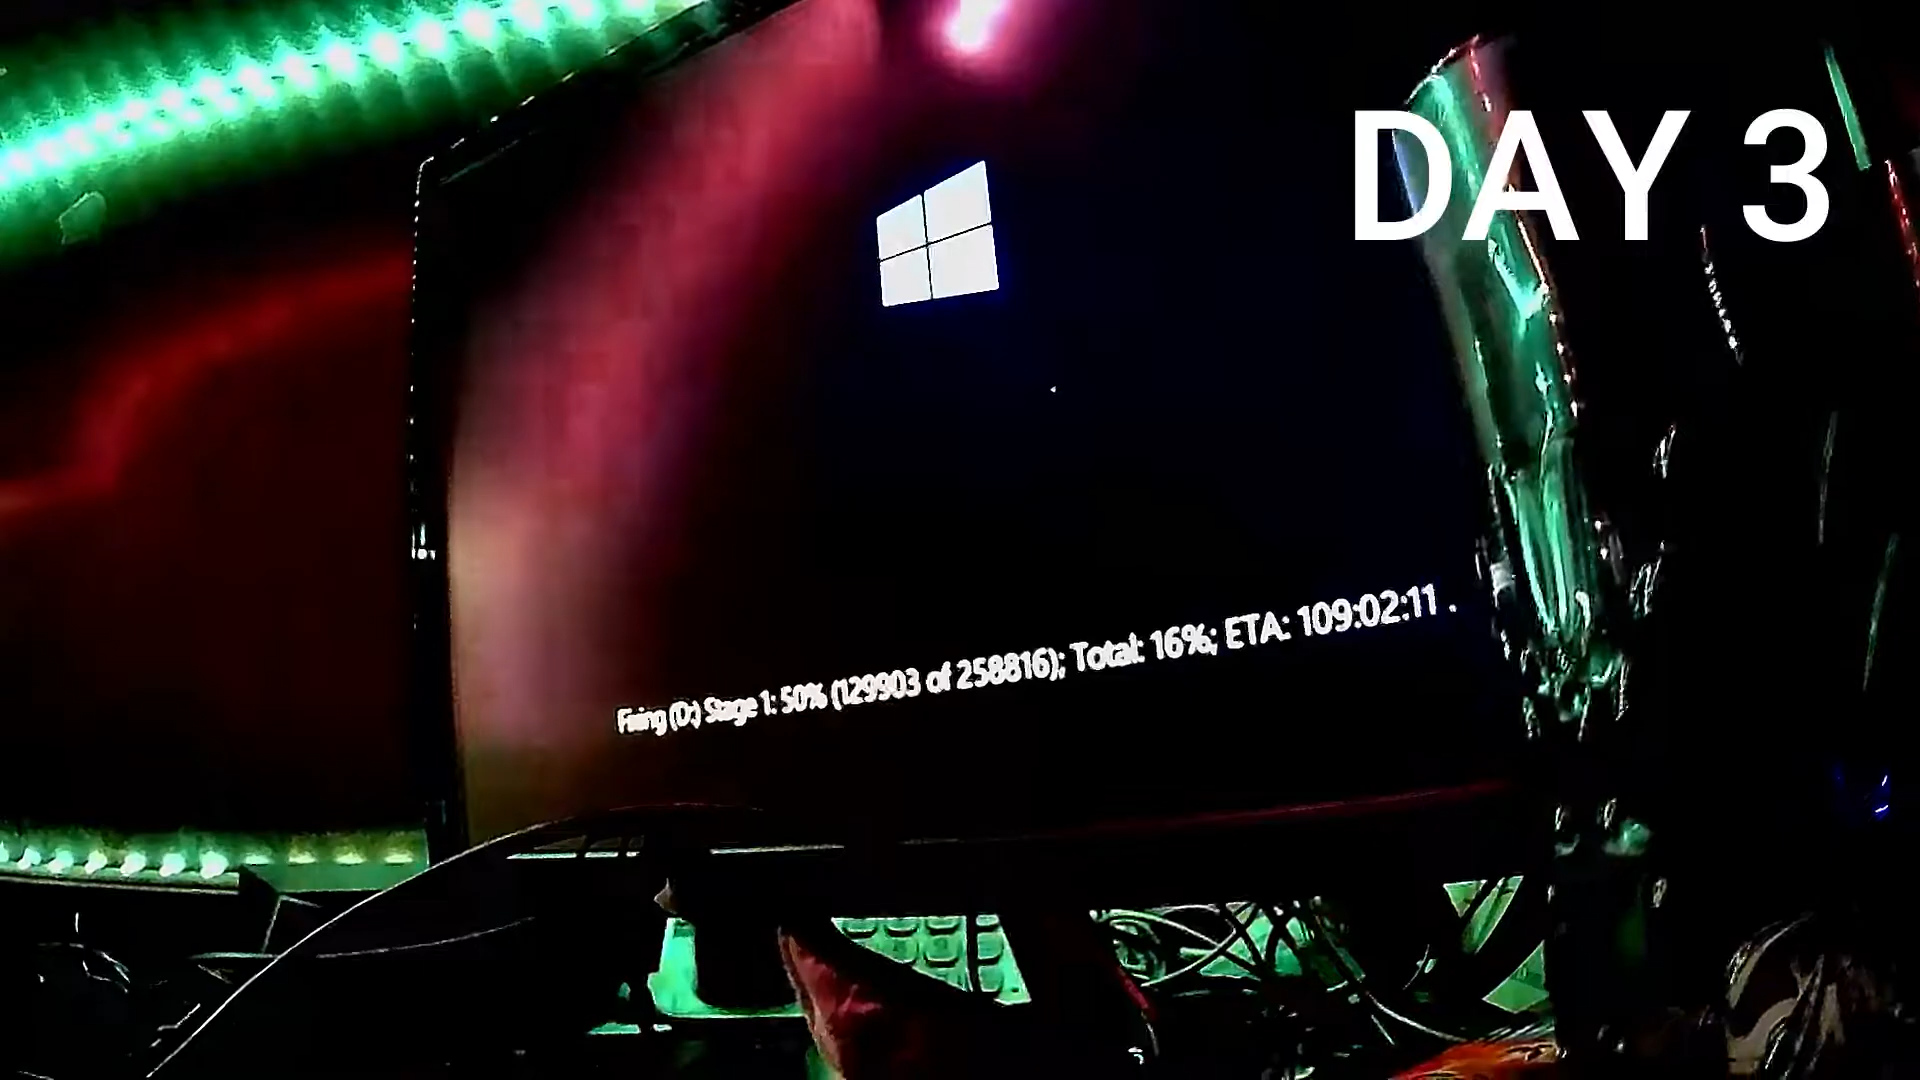 DAY 3
Fixing (D:) Stage 1: 50% (129903 of 258816); Total: 16%; ETA: 109:02:11 .